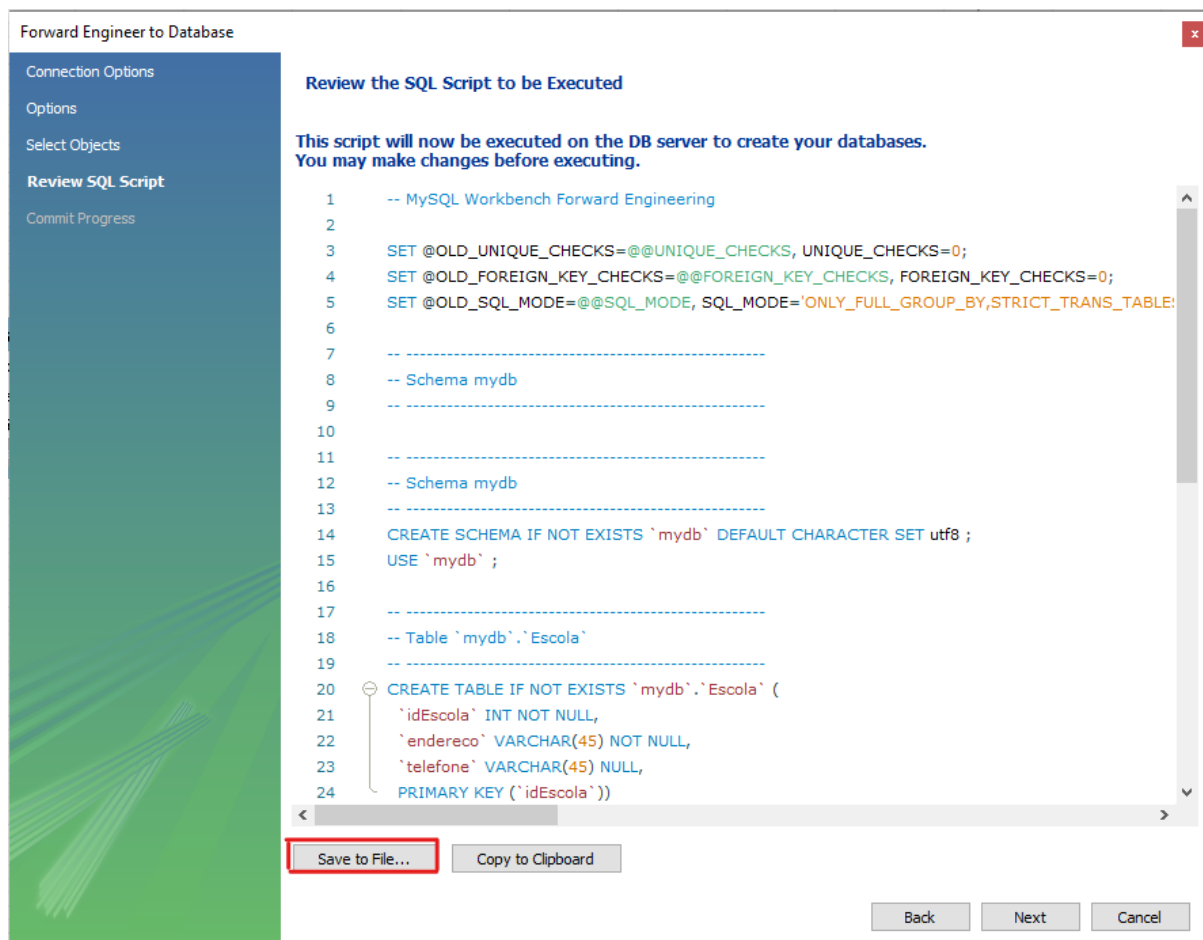 Forward Engineer to Database
x
Connection Options
Options
Select Objects
Review SQL Script
Commit Progress
Review the SQL Script to be Executed
This script will now be executed on the DB server to create your databases.
You may make changes before executing.
1 -- MySQL Workbench Forward Engineering
2
3 SET @OLD_UNIQUE_CHECKS=@@UNIQUE_CHECKS, UNIQUE_CHECKS=0;
4 SET @OLD_FOREIGN_KEY_CHECKS=@@FOREIGN_KEY_CHECKS, FOREIGN_KEY_CHECKS=0;
5 SET @OLD_SQL_MODE=@@SQL_MODE, SQL_MODE='ONLY_FULL_GROUP_BY,STRICT_TRANS_TABLES
6
7 -- -----------------------------------------------------
8 -- Schema mydb
9 -- -----------------------------------------------------
10
11 -- -----------------------------------------------------
12 -- Schema mydb
13 -- -----------------------------------------------------
14 CREATE SCHEMA IF NOT EXISTS `mydb` DEFAULT CHARACTER SET utf8 ;
15 USE `mydb` ;
16
17 -- -----------------------------------------------------
18 -- Table `mydb`.`Escola`
19 -- -----------------------------------------------------
20 CREATE TABLE IF NOT EXISTS `mydb`.`Escola` (
21 `idEscola` INT NOT NULL,
22 `endereco` VARCHAR(45) NOT NULL,
23 `telefone` VARCHAR(45) NULL,
24 PRIMARY KEY (`idEscola`))
Save to File... Copy to Clipboard
Back Next Cancel